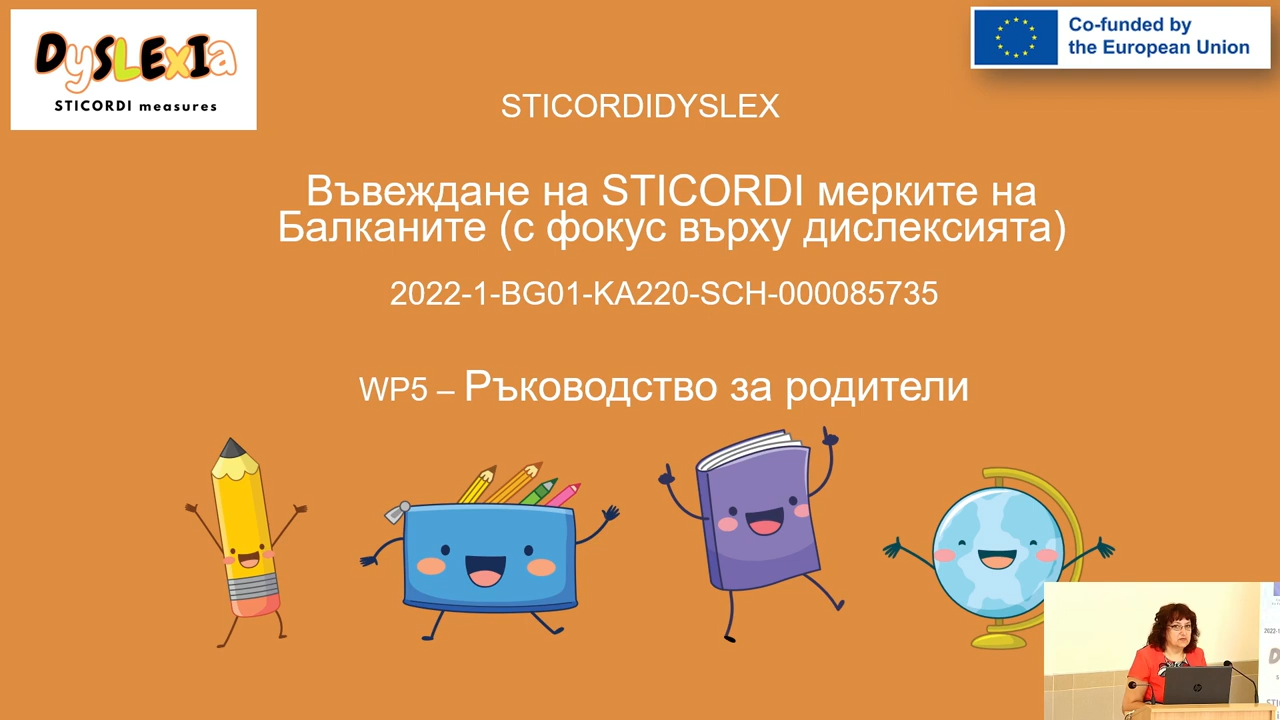 DySLExIa
STICORDI measures
Co-funded by
the European Union
STICORDIDYSLEX
Въвеждане на STICORDI мерките на
Балканите (с фокус върху дислексията)
2022-1-BG01-KA220-SCH-000085735
WP5 – Ръководство за родители
hp